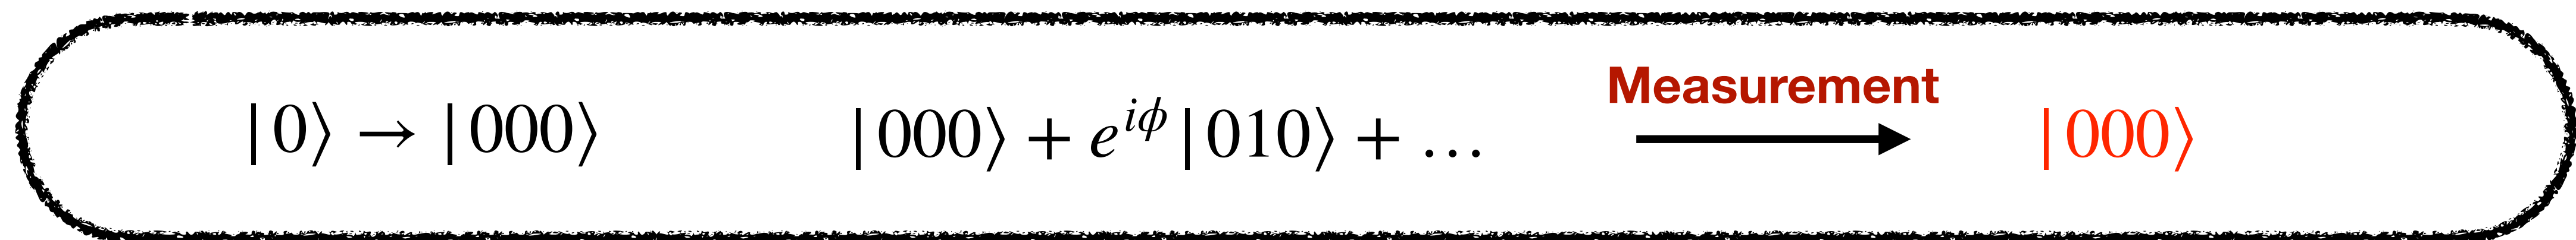 Measurement
|0⟩ → |000⟩ |000⟩ + e^{iϕ}|010⟩ + … |000⟩